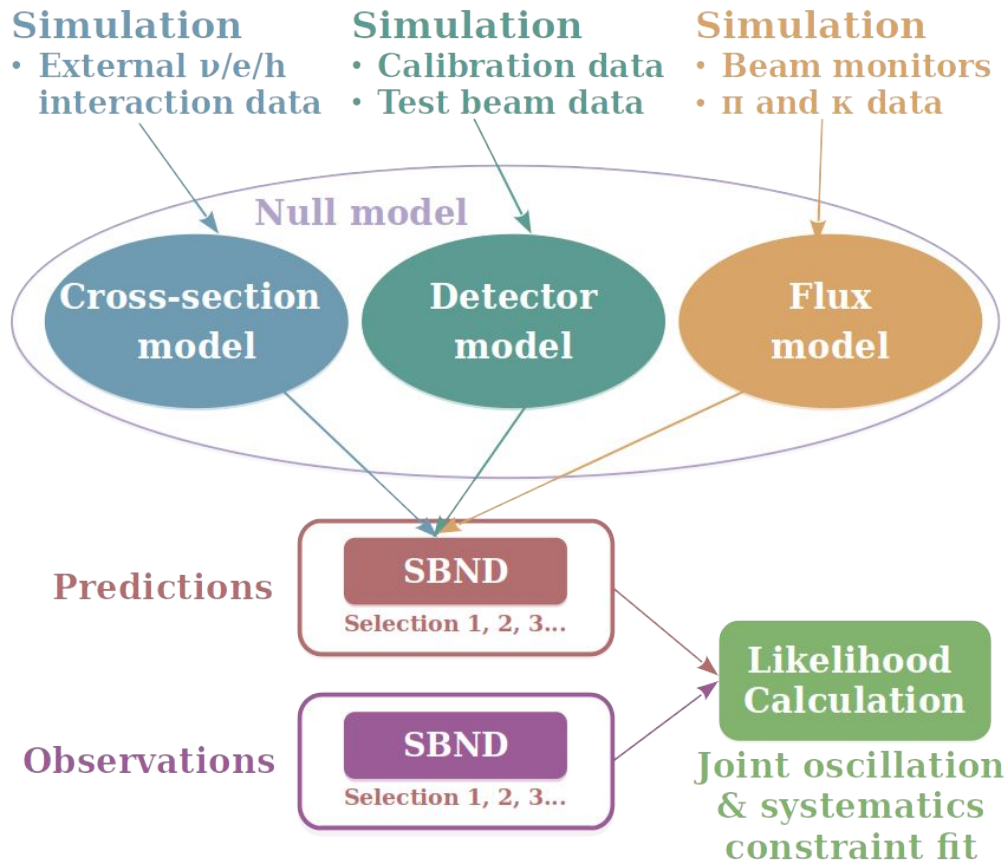 Simulation
• External ν/e/h
interaction data
Simulation
• Calibration data
• Test beam data
Simulation
• Beam monitors
• π and κ data
Null model
Cross-section
model
Detector
model
Flux
model
Predictions
SBND
Selection 1, 2, 3...
Observations
SBND
Selection 1, 2, 3...
Likelihood
Calculation
Joint oscillation
& systematics
constraint fit